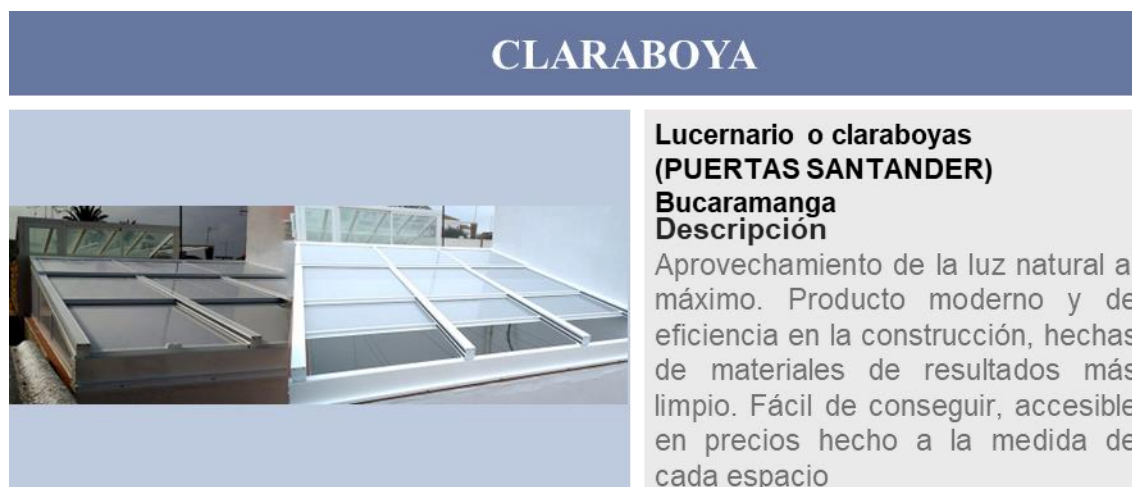 CLARABOYA
Lucernario o claraboyas
(PUERTAS SANTANDER)
Bucaramanga
Descripción
Aprovechamiento de la luz natural a
máximo. Producto moderno y de
eficiencia en la construcción, hechas
de materiales de resultados más
limpio. Fácil de conseguir, accesible
en precios hecho a la medida de
cada espacio